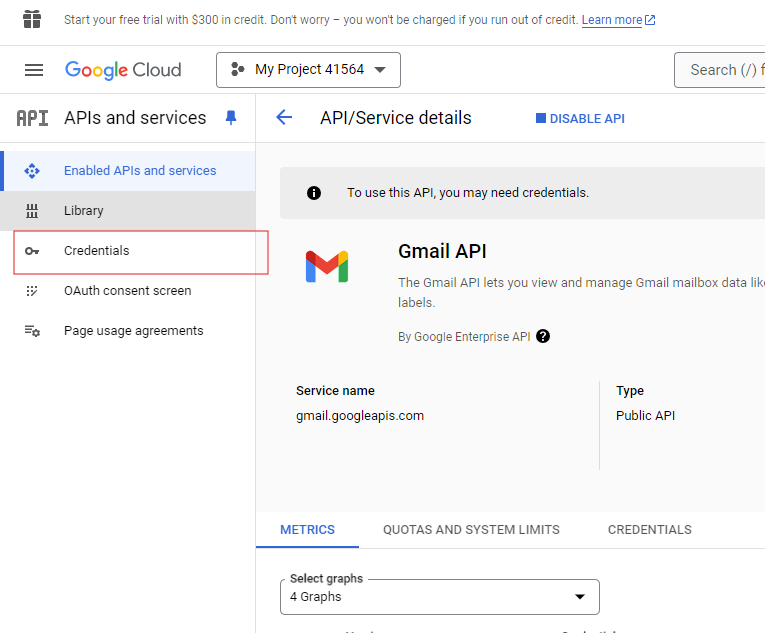 Start your free trial with $300 in credit. Don't worry – you won't be charged if you run out of credit. Learn more
Google Cloud
My Project 41564
Search (/) f
API
APIs and services
API/Service details
DISABLE API
Enabled APIs and services
Library
Credentials
OAuth consent screen
Page usage agreements
To use this API, you may need credentials.
Gmail API
The Gmail API lets you view and manage Gmail mailbox data like
labels.
By Google Enterprise API
Service name
gmail.googleapis.com
Type
Public API
METRICS
QUOTAS AND SYSTEM LIMITS
CREDENTIALS
Select graphs
4 Graphs